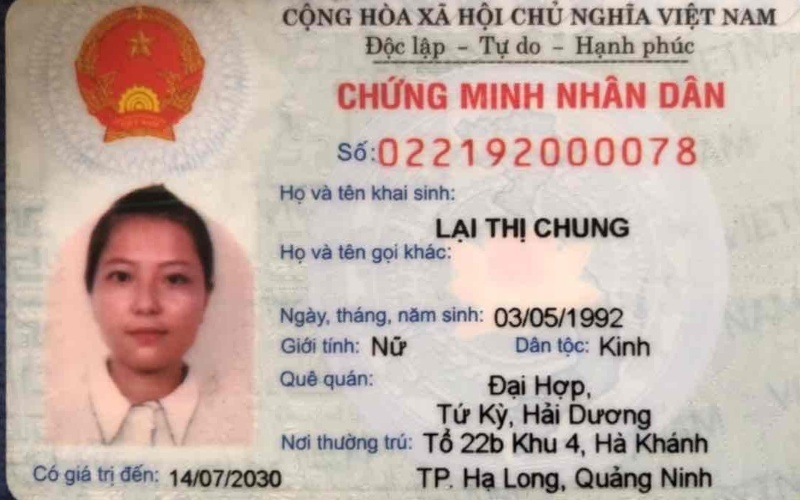 CỘNG HÒA XÃ HỘI CHỦ NGHĨA VIỆT NAM
Độc lập - Tự do - Hạnh phúc
CHỨNG MINH NHÂN DÂN
Số: 022192000078
Họ và tên khai sinh:
LẠI THỊ CHUNG
Họ và tên gọi khác:
Ngày, tháng, năm sinh: 03/05/1992
Giới tính: Nữ Dân tộc: Kinh
Quê quán: Đại Hợp,
Tứ Kỳ, Hải Dương
Nơi thường trú: Tổ 22b Khu 4, Hà Khánh
TP. Hạ Long, Quảng Ninh
Có giá trị đến: 14/07/2030